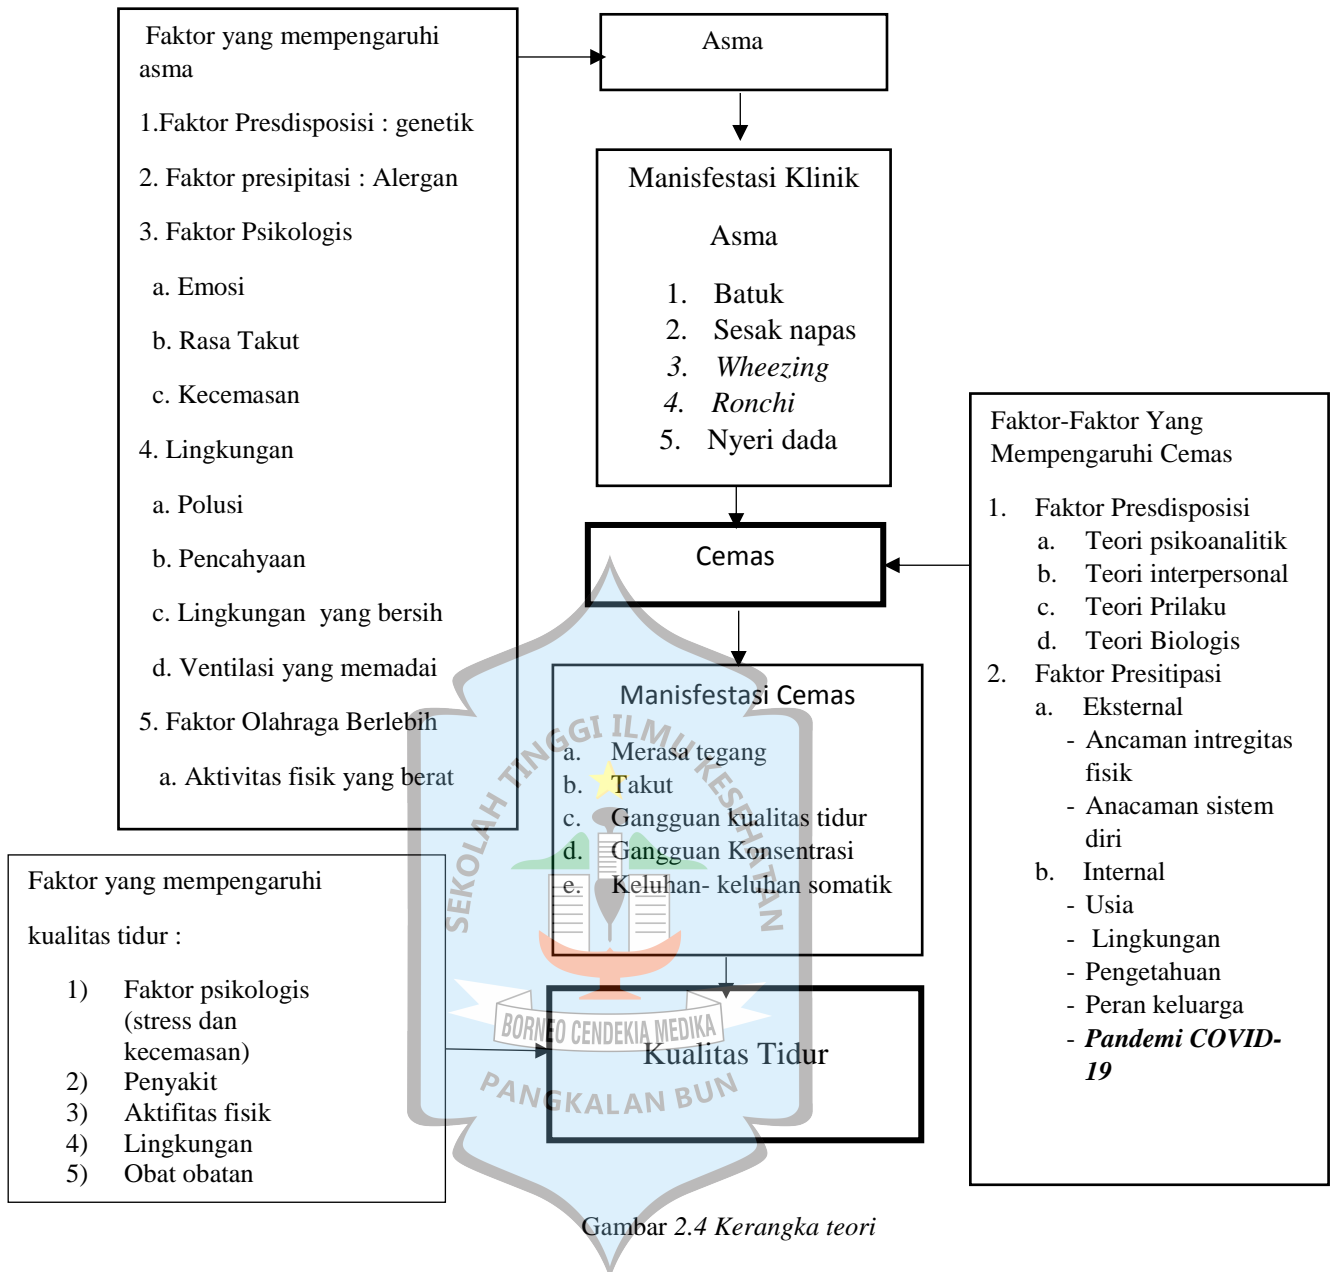 Faktor yang mempengaruhi
asma
1.Faktor Presdisposisi : genetik
2. Faktor presipitasi : Alergan
3. Faktor Psikologis
a. Emosi
b. Rasa Takut
c. Kecemasan
4. Lingkungan
a. Polusi
b. Pencahyaan
c. Lingkungan yang bersih
d. Ventilasi yang memadai
5. Faktor Olahraga Berlebih
a. Aktivitas fisik yang berat
Asma
Manisfestasi Klinik
Asma
1. Batuk
2. Sesak napas
3. Wheezing
4. Ronchi
5. Nyeri dada
Cemas
Faktor-Faktor Yang
Mempengaruhi Cemas
1. Faktor Presdisposisi
a. Teori psikoanalitik
b. Teori interpersonal
c. Teori Prilaku
d. Teori Biologis
2. Faktor Presitipasi
a. Eksternal
- Ancaman intregitas
fisik
- Anacaman sistem
diri
b. Internal
- Usia
- Lingkungan
- Pengetahuan
- Peran keluarga
- Pandemi COVID-
19
Manisfestasi Cemas
a. Merasa tegang
b. Takut
c. Gangguan kualitas tidur
d. Gangguan Konsentrasi
e. Keluhan- keluhan somatik
Faktor yang mempengaruhi
kualitas tidur :
1) Faktor psikologis
(stress dan
kecemasan)
2) Penyakit
3) Aktifitas fisik
4) Lingkungan
5) Obat obatan
Kualitas Tidur
SEKOLAH TINGGI ILMU KESEHATAN
BORNEO CENDEKIA MEDIKA
PANGKALAN BUN
Gambar 2.4 Kerangka teori